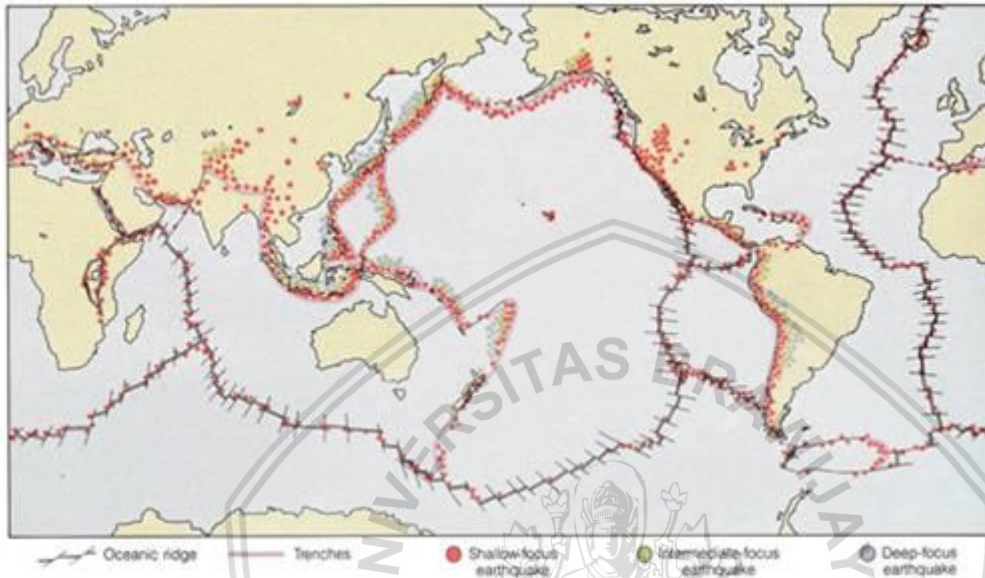 Oceanic ridge
Trenches
Shallow-focus
earthquake
Intermediate-focus
earthquake
Deep-focus
earthquake
UNIVERSITAS BRAWIJAYA